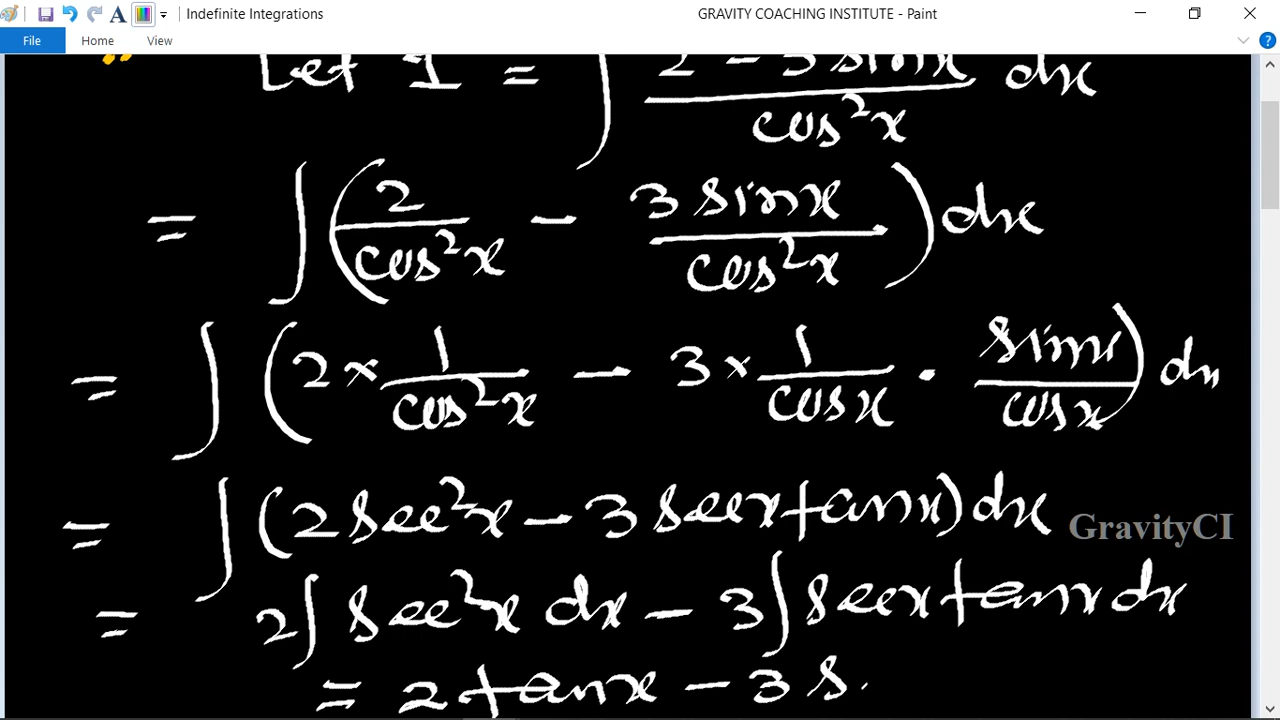 Indefinite Integrations
GRAVITY COACHING INSTITUTE - Paint
File Home View
Let I = ∫ (2 - 3 sinx)/(cos²x) dx
= ∫ (2/cos²x - 3 sinx/cos²x) dx
= ∫ (2 × 1/cos²x - 3 × 1/cosx · sinx/cosx) dx
= ∫ (2 sec²x - 3 secx tanx) dx
GravityCI
= 2∫ sec²x dx - 3∫ secx tanx dx
= 2 tanx - 3 s